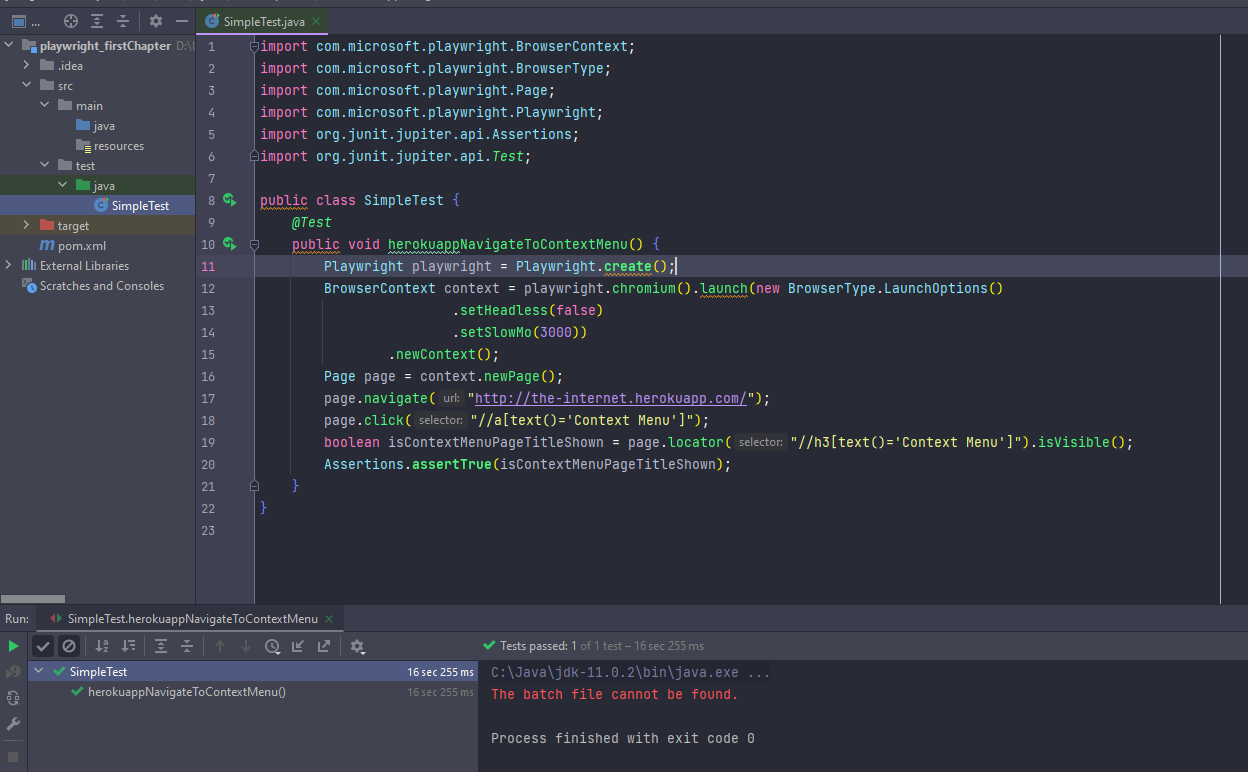 ...
SimpleTest.java
playwright_firstChapter D:\
.idea
src
main
java
resources
test
java
SimpleTest
target
pom.xml
External Libraries
Scratches and Consoles
1 import com.microsoft.playwright.BrowserContext;
2 import com.microsoft.playwright.BrowserType;
3 import com.microsoft.playwright.Page;
4 import com.microsoft.playwright.Playwright;
5 import org.junit.jupiter.api.Assertions;
6 import org.junit.jupiter.api.Test;
7
8 public class SimpleTest {
9 @Test
10 public void herokuappNavigateToContextMenu() {
11 Playwright playwright = Playwright.create();
12 BrowserContext context = playwright.chromium().launch(new BrowserType.LaunchOptions()
13 .setHeadless(false)
14 .setSlowMo(3000))
15 .newContext();
16 Page page = context.newPage();
17 page.navigate( url: "http://the-internet.herokuapp.com/");
18 page.click( selector: "//a[text()='Context Menu']");
19 boolean isContextMenuPageTitleShown = page.locator( selector: "//h3[text()='Context Menu']").isVisible();
20 Assertions.assertTrue(isContextMenuPageTitleShown);
21 }
22 }
23
Run: SimpleTest.herokuappNavigateToContextMenu
Tests passed: 1 of 1 test – 16 sec 255 ms
SimpleTest 16 sec 255 ms
herokuappNavigateToContextMenu() 16 sec 255 ms
C:\Java\jdk-11.0.2\bin\java.exe ...
The batch file cannot be found.
Process finished with exit code 0